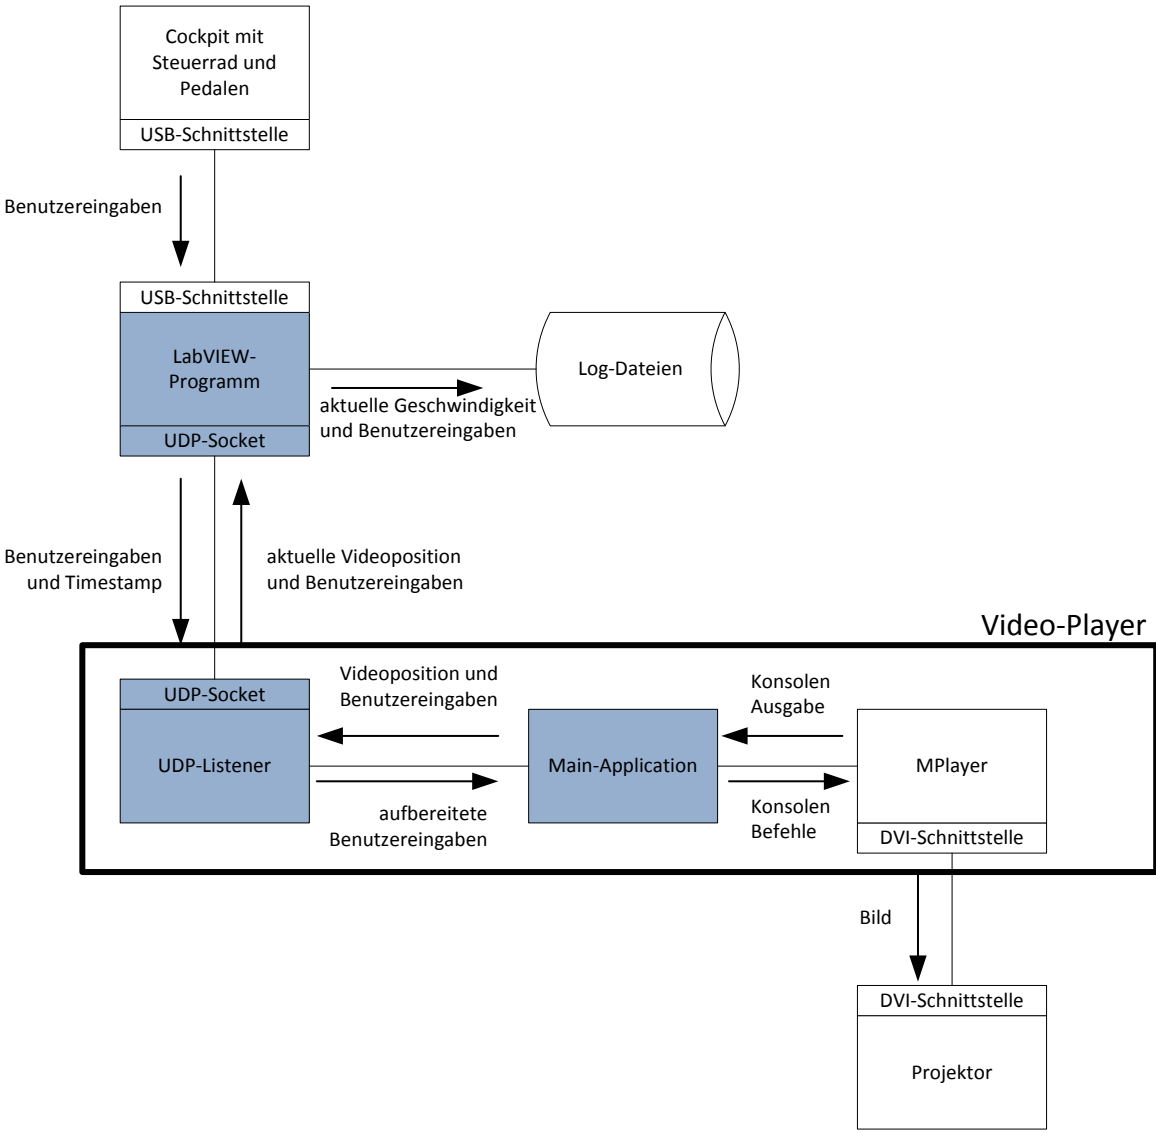 Cockpit mit
Steuerrad und
Pedalen
USB-Schnittstelle
Benutzereingaben
USB-Schnittstelle
LabVIEW-
Programm
UDP-Socket
Log-Dateien
aktuelle Geschwindigkeit
und Benutzereingaben
Benutzereingaben
und Timestamp
aktuelle Videoposition
und Benutzereingaben
Video-Player
UDP-Socket
UDP-Listener
Videoposition und
Benutzereingaben
aufbereitete
Benutzereingaben
Main-Application
Konsolen
Ausgabe
Konsolen
Befehle
MPlayer
DVI-Schnittstelle
Bild
DVI-Schnittstelle
Projektor